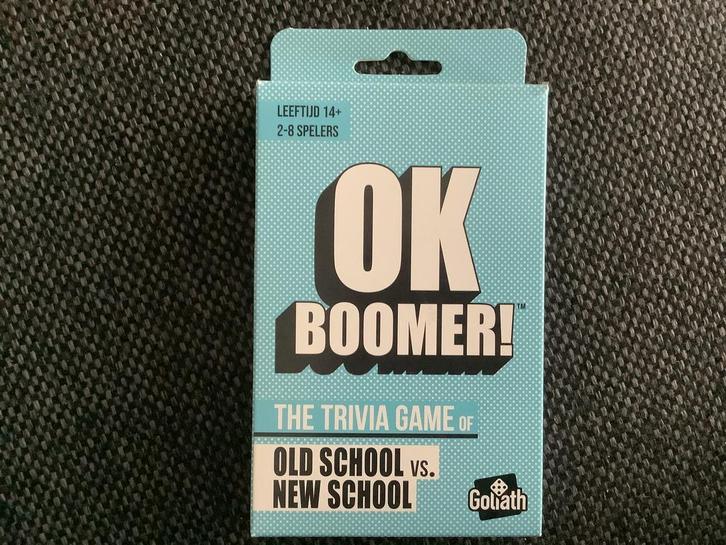 LEEFTIJD 14+
2-8 SPELERS
OK
BOOMER!™
THE TRIVIA GAME OF
OLD SCHOOL VS.
NEW SCHOOL
Goliath